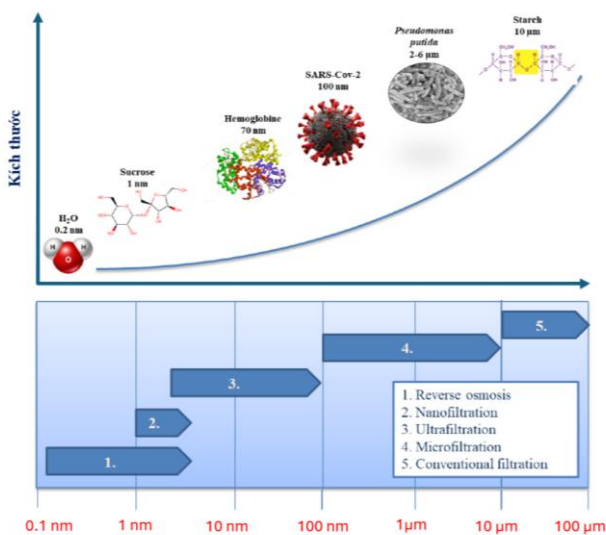 Kích thước
Starch
10 µm
Pseudomonas
putida
2-6 µm
SARS-Cov-2
100 nm
Hemoglobine
70 nm
Sucrose
1 nm
H₂O
0.2 nm
H
H
O
5.
4.
3.
2.
1.
1. Reverse osmosis
2. Nanofiltration
3. Ultrafiltration
4. Microfiltration
5. Conventional filtration
0.1 nm 1 nm 10 nm 100 nm 1µm 10 µm 100 µm